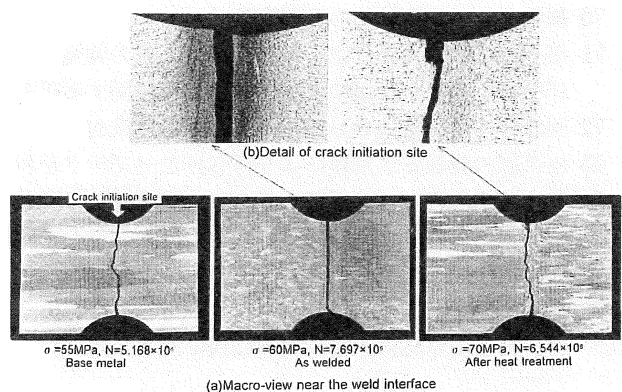 (b)Detail of crack initiation site
Crack initiation site
σ=55MPa, N=5.168×10⁶
Base metal
σ=60MPa, N=7.697×10⁶
As welded
σ=70MPa, N=6.544×10⁶
After heat treatment
(a)Macro-view near the weld interface